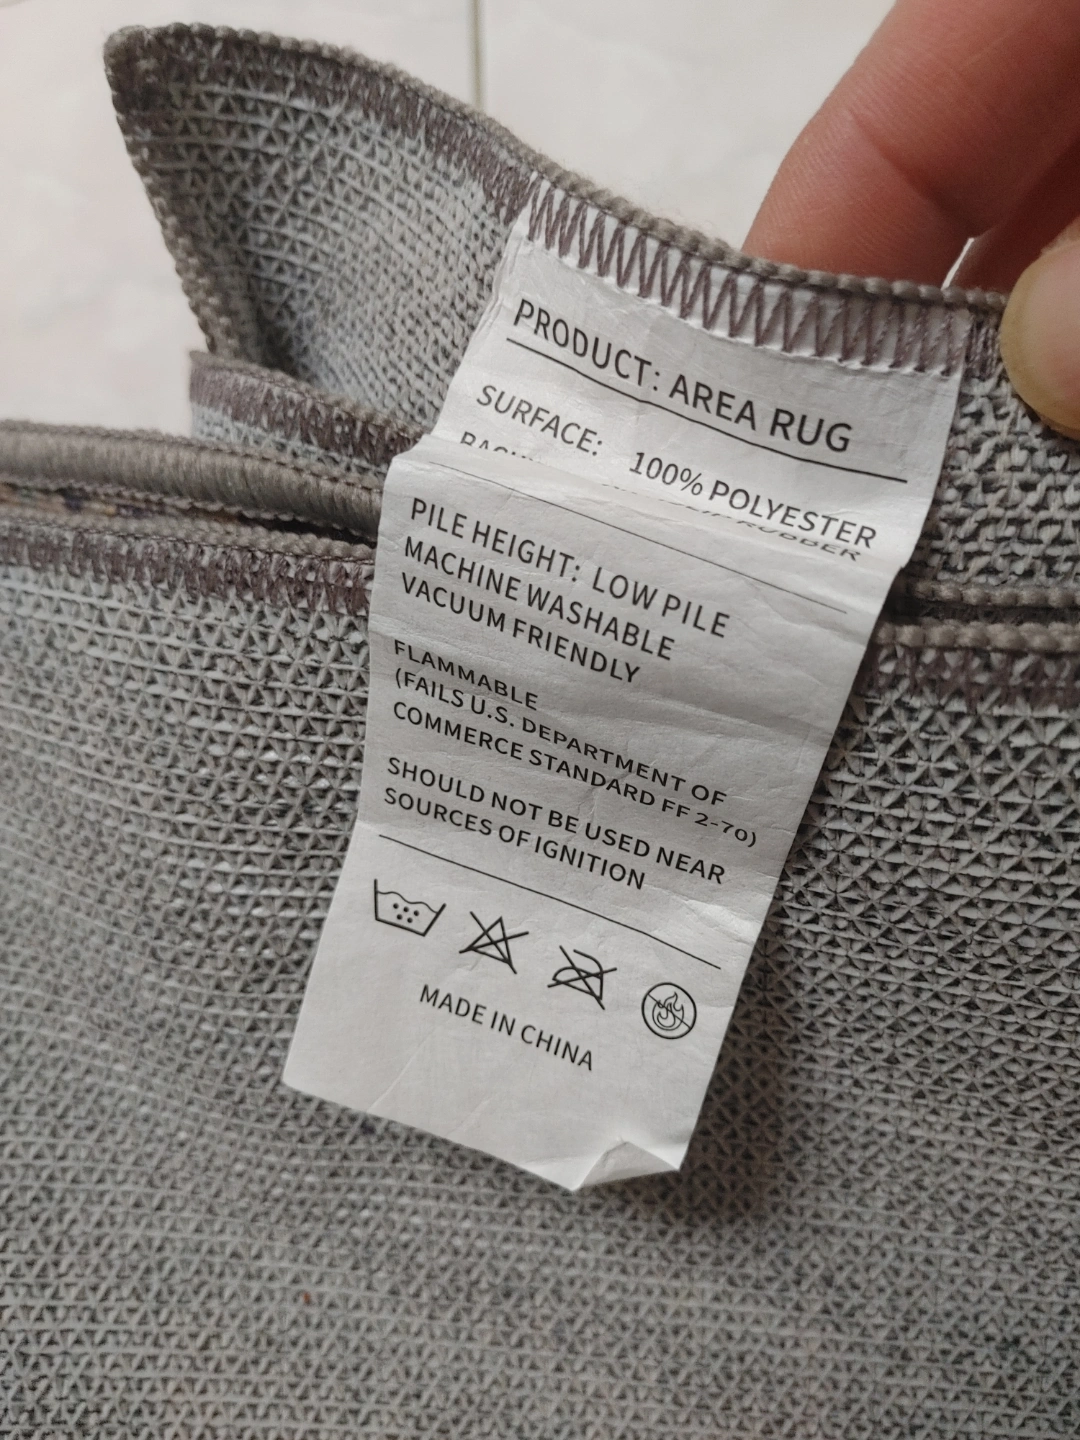 PRODUCT: AREA RUG
SURFACE: 100% POLYESTER
RUBBER
PILE HEIGHT: LOW PILE
MACHINE WASHABLE
VACUUM FRIENDLY
FLAMMABLE
(FAILS U.S. DEPARTMENT OF
COMMERCE STANDARD FF 2-70)
SHOULD NOT BE USED NEAR
SOURCES OF IGNITION
MADE IN CHINA